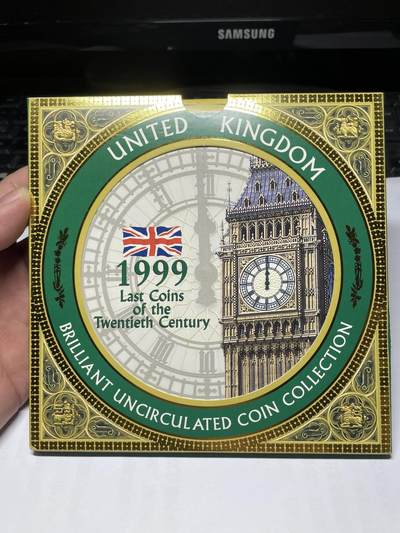 SAMSUNG
UNITED KINGDOM
1999
Last Coins
of the
Twentieth Century
BRILLIANT UNCIRCULATED COIN COLLECTION